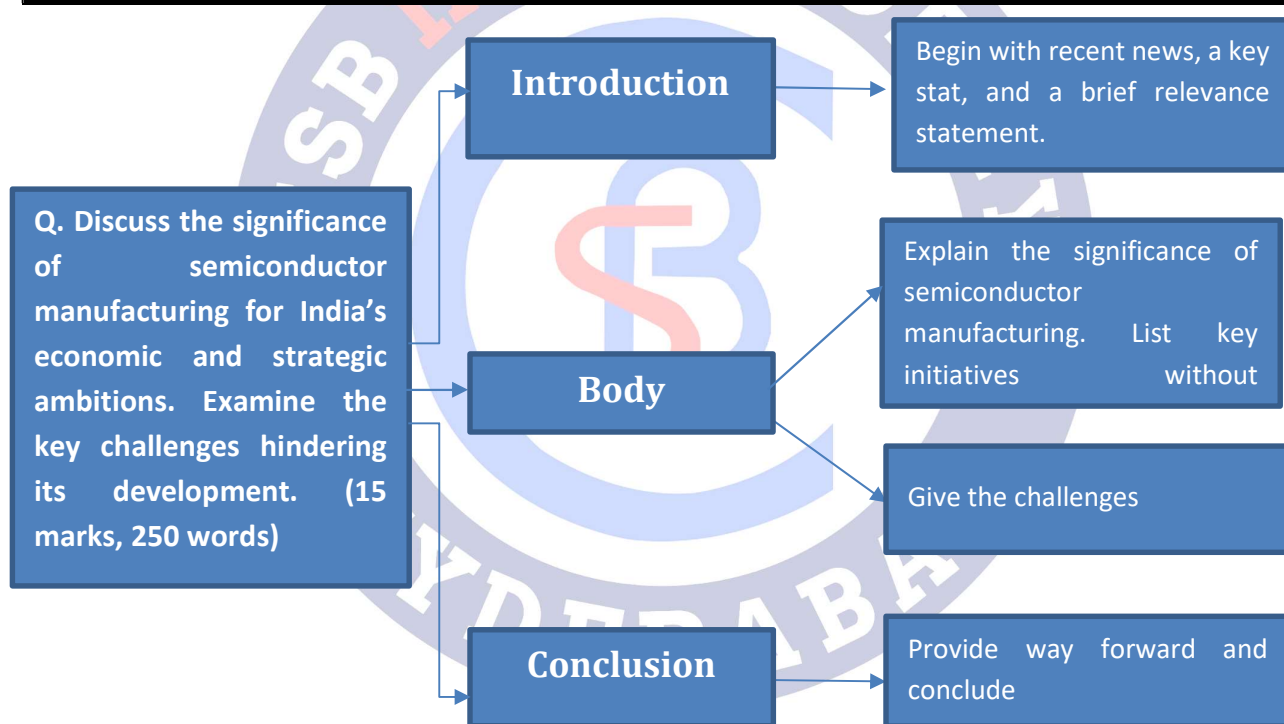 Introduction
Begin with recent news, a key
stat, and a brief relevance
statement.
Q. Discuss the significance
of semiconductor
manufacturing for India’s
economic and strategic
ambitions. Examine the
key challenges hindering
its development. (15
marks, 250 words)
Body
Explain the significance of
semiconductor
manufacturing. List key
initiatives without
Give the challenges
Conclusion
Provide way forward and
conclude
CSB
HYDERABA